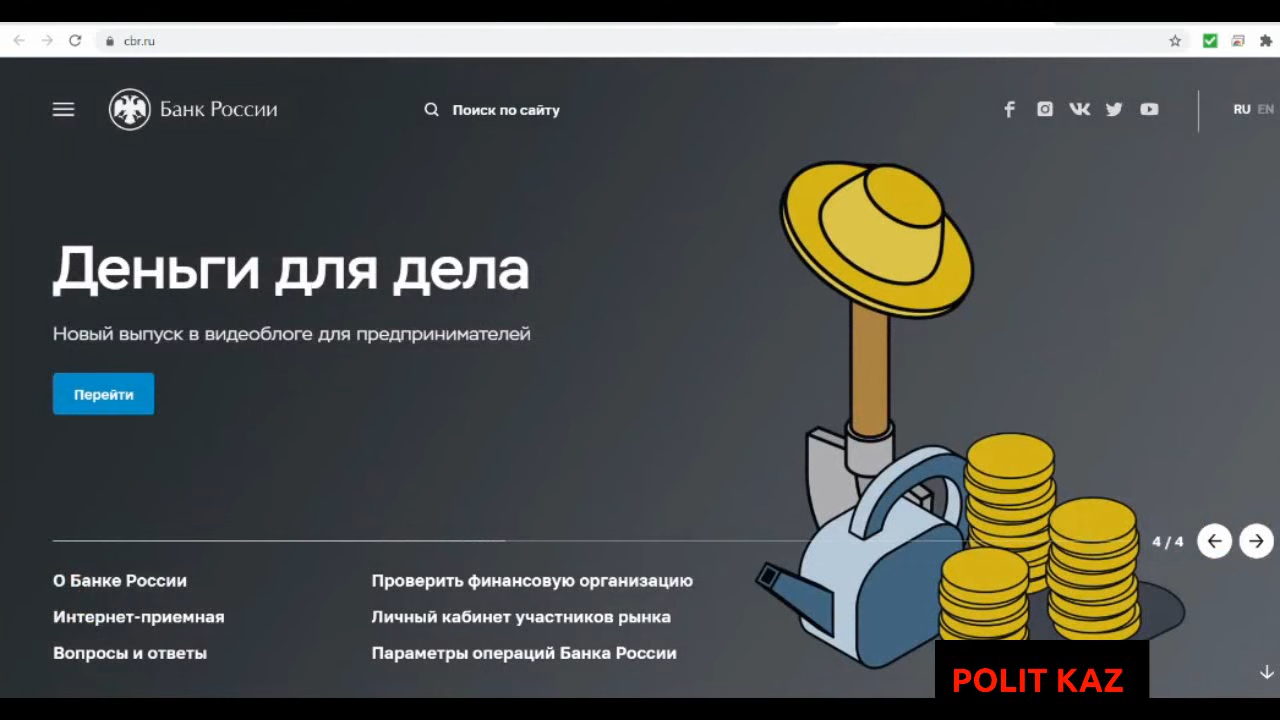 cbr.ru
Банк России
Поиск по сайту
RU EN
Деньги для дела
Новый выпуск в видеоблоге для предпринимателей
Перейти
4 / 4
О Банке России
Проверить финансовую организацию
Интернет-приемная
Личный кабинет участников рынка
Вопросы и ответы
Параметры операций Банка России
POLIT KAZ